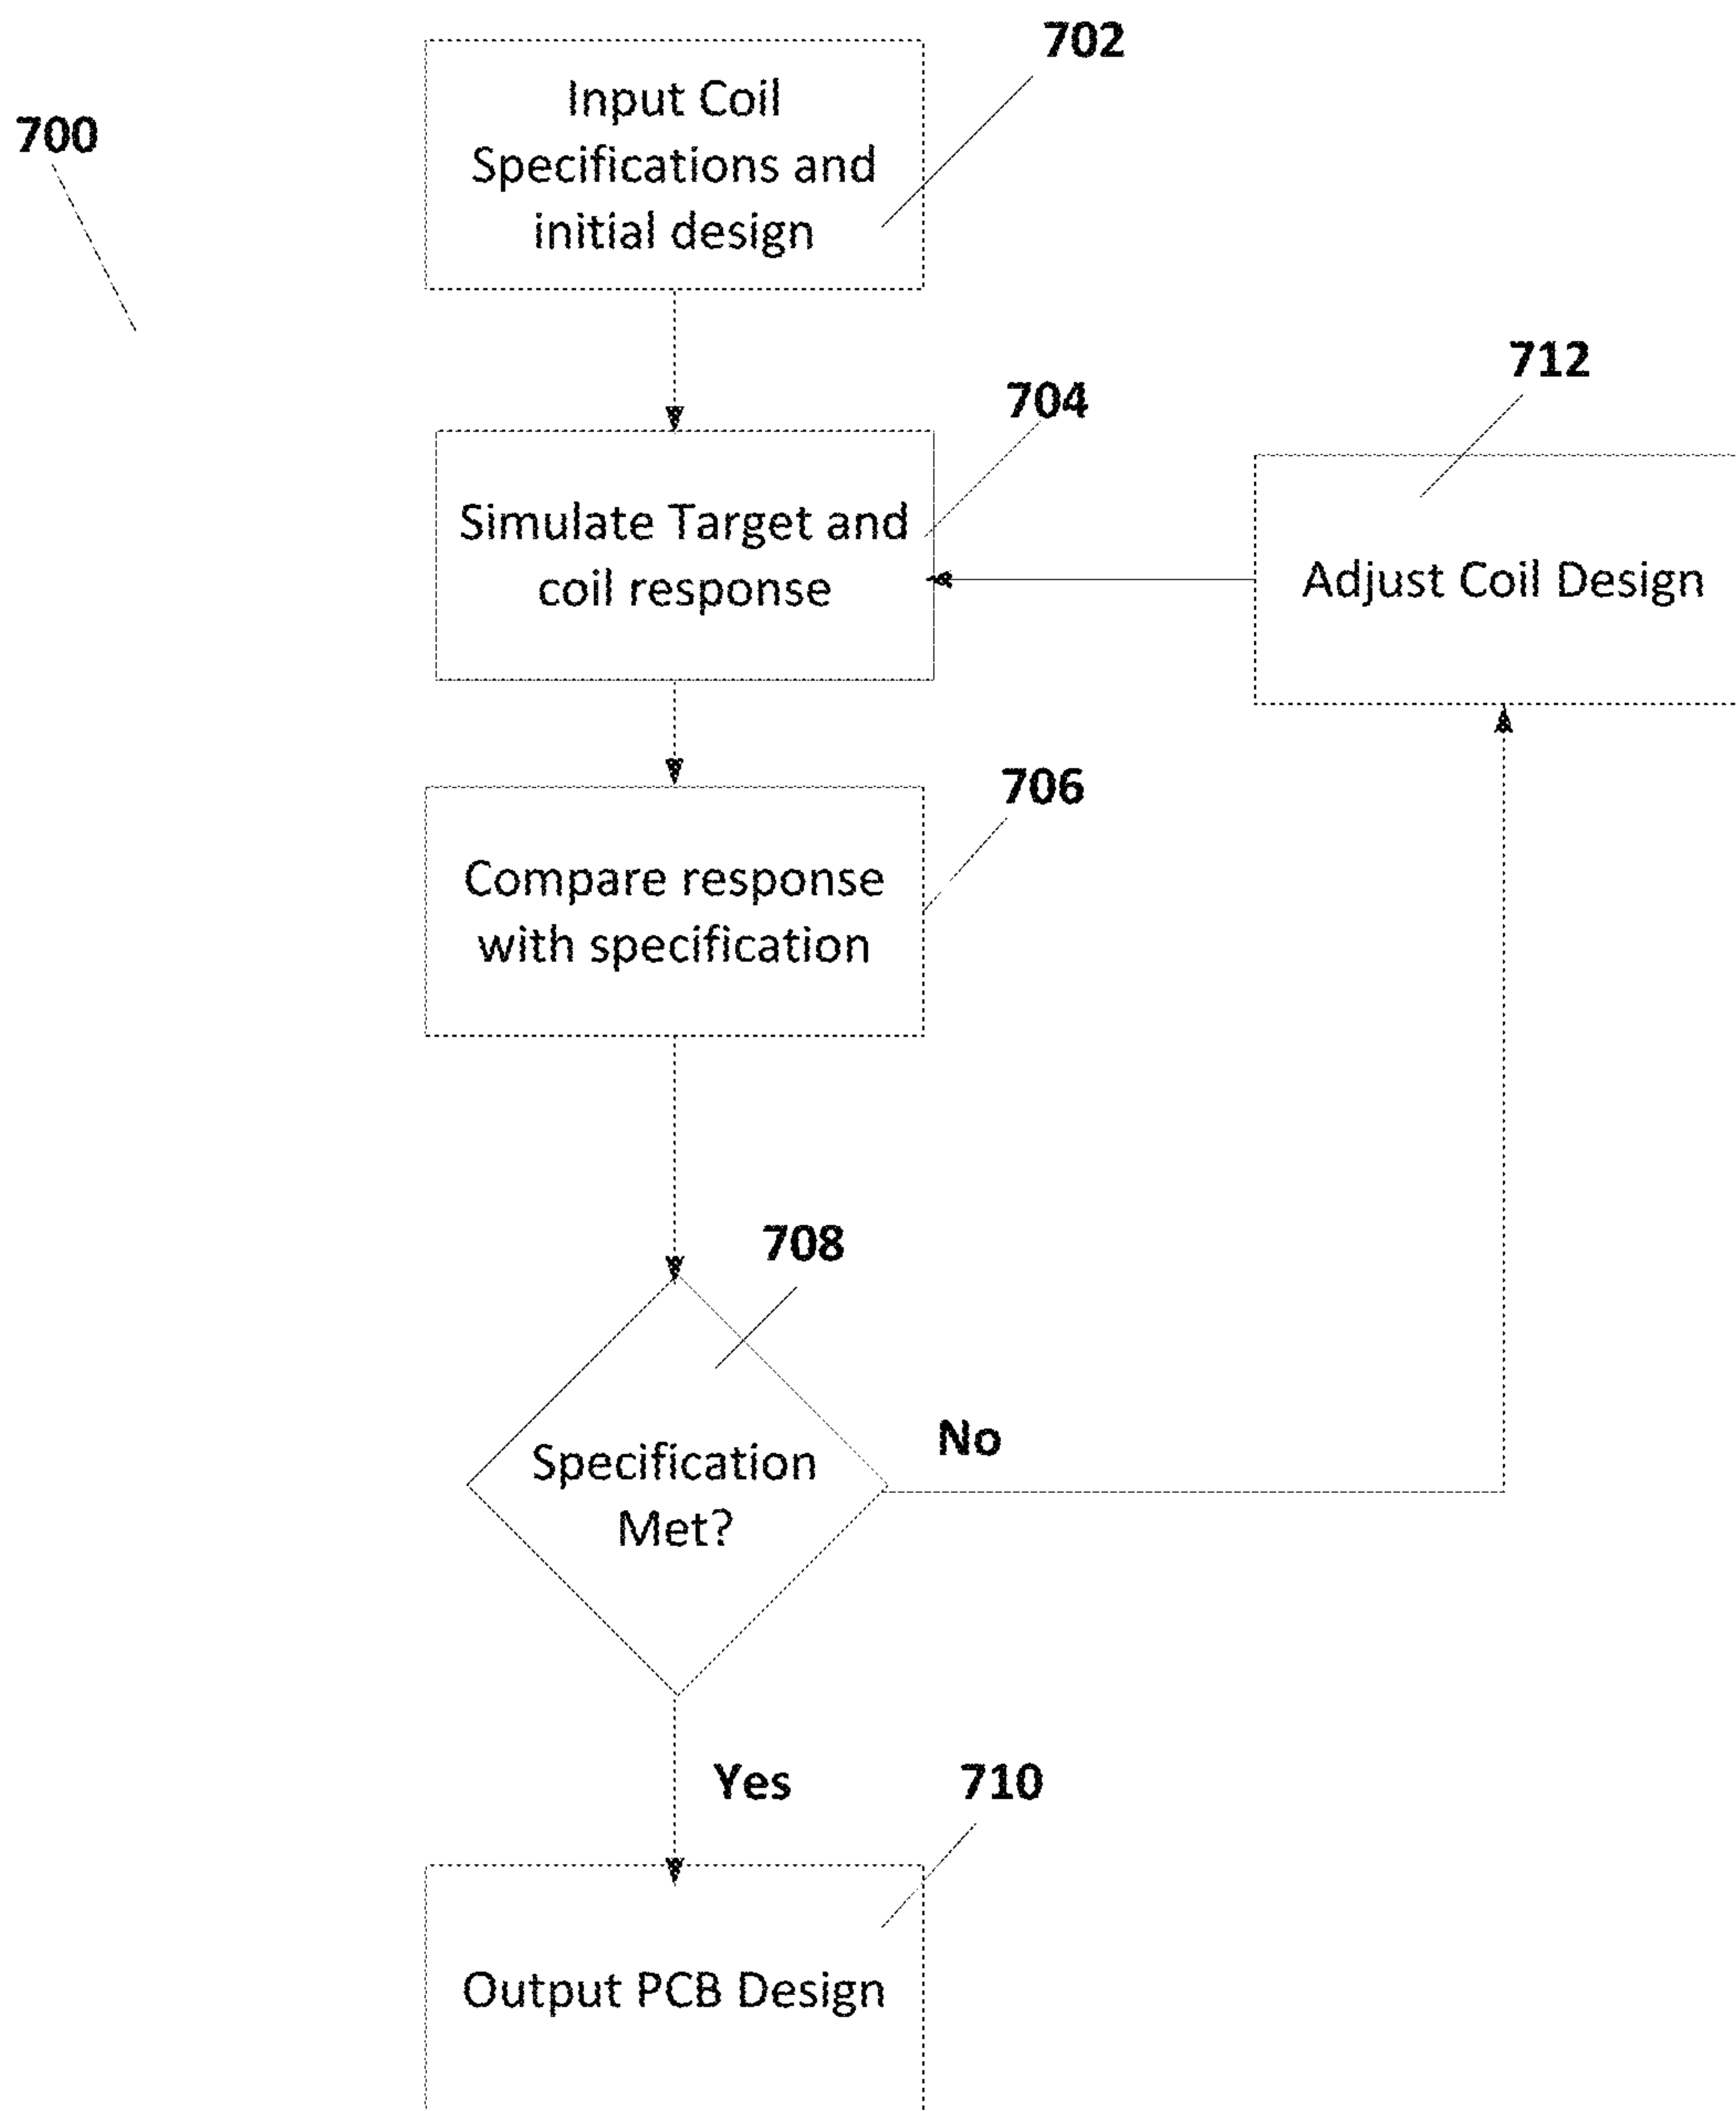 702
Input Coil
Specifications and
initial design
700
712
704
Simulate Target and
coil response
Adjust Coil Design
706
Compare response
with specification
708
No
Specification
Met?
Yes
710
Output PCB Design